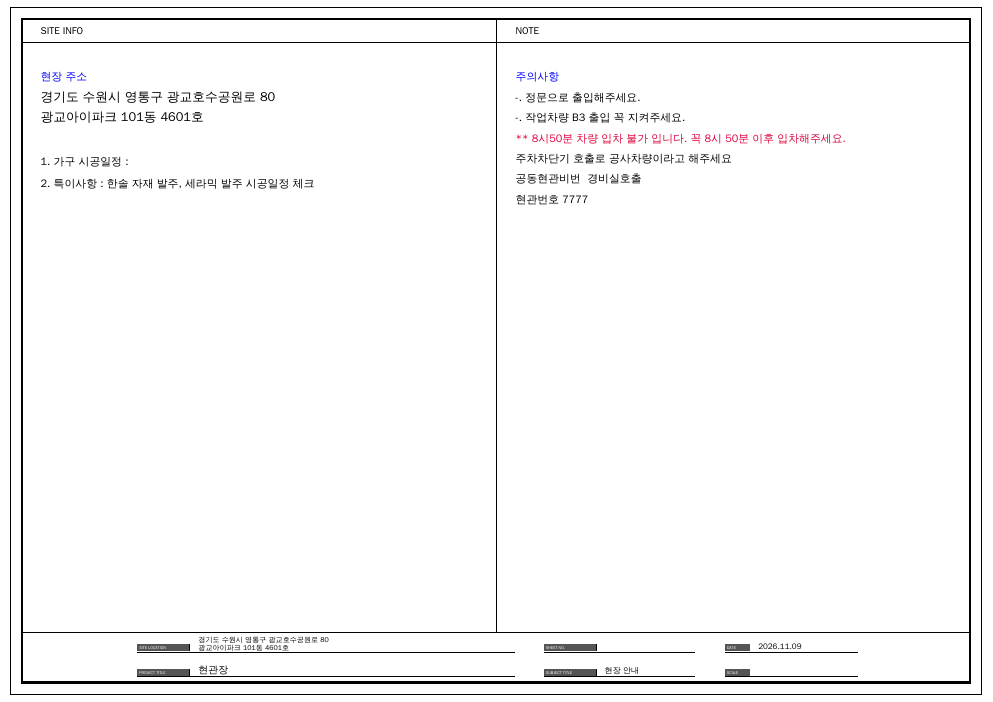 SITE INFO
현장 주소
경기도 수원시 영통구 광교호수공원로 80
광교아이파크 101동 4601호
1. 가구 시공일정 :
2. 특이사항 : 한솔 자재 발주, 세라믹 발주 시공일정 체크
NOTE
주의사항
-. 정문으로 출입해주세요.
-. 작업차량 B3 출입 꼭 지켜주세요.
** 8시50분 차량 입차 불가 입니다. 꼭 8시 50분 이후 입차해주세요.
주차차단기 호출로 공사차량이라고 해주세요
공동현관비번 경비실호출
현관번호 7777
SITE LOCATION
경기도 수원시 영통구 광교호수공원로 80
광교아이파크 101동 4601호
SHEET NO.
DATE
2026.11.09
PROJECT TITLE
현관장
SUBJECT TITLE
현장 안내
SCALE